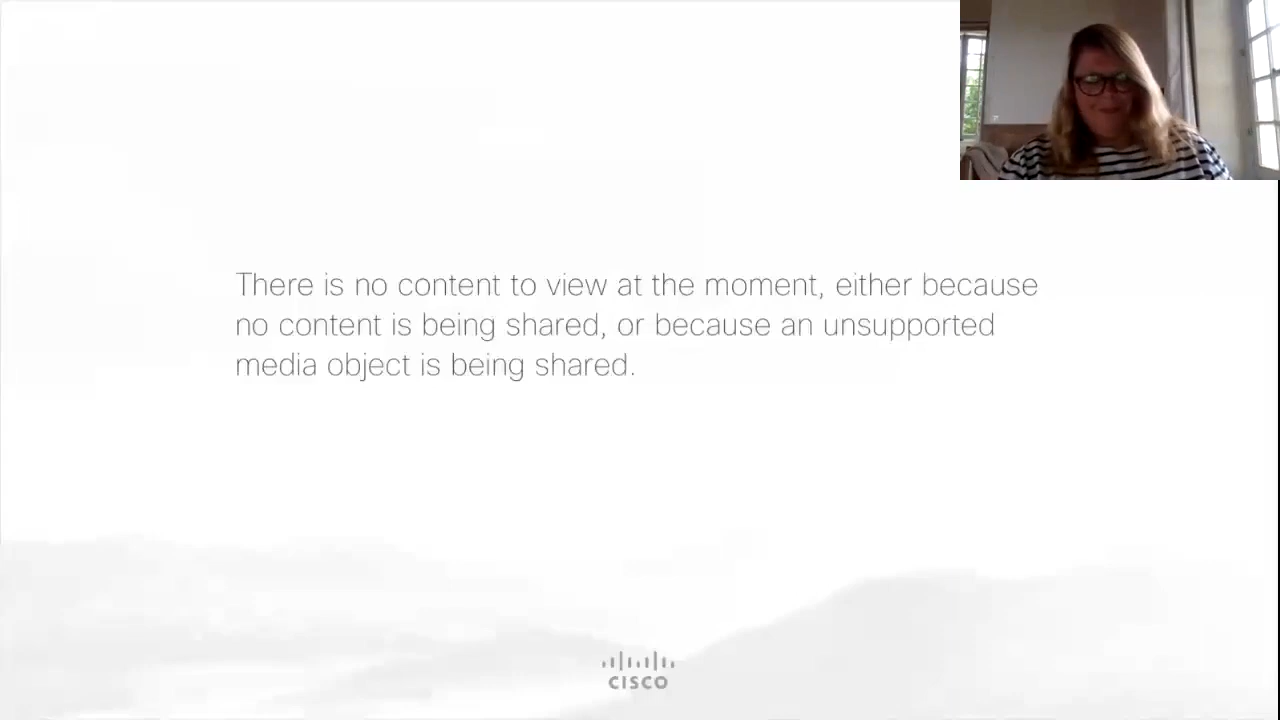 There is no content to view at the moment, either because
no content is being shared, or because an unsupported
media object is being shared.
CISCO